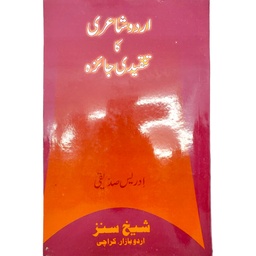 اردو شاعری
کا
تنقیدی جائزہ
ادریس صدیقی
شیخ سنز
اردو بازار، کراچی